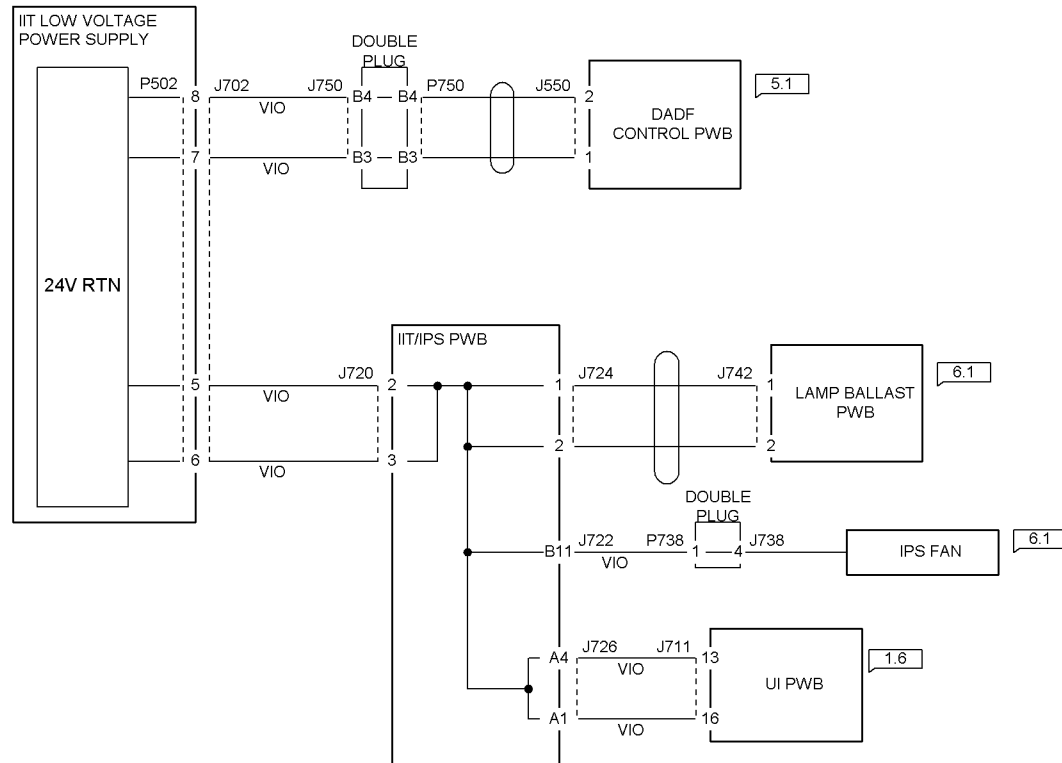 IIT LOW VOLTAGE
POWER SUPPLY
DOUBLE
PLUG
P502 J702 J750 P750 J550
8 B4 B4 2
VIO
DADF
CONTROL PWB
5.1
7 B3 B3 1
VIO
24V RTN
IIT/IPS PWB
J720 J724 J742
5 2 1 1
VIO
LAMP BALLAST
PWB
6.1
6 3 2 2
VIO
DOUBLE
PLUG
J722 P738 J738
B11 1 4
VIO
IPS FAN
6.1
J726 J711
A4 13
VIO
UI PWB
1.6
A1 16
VIO